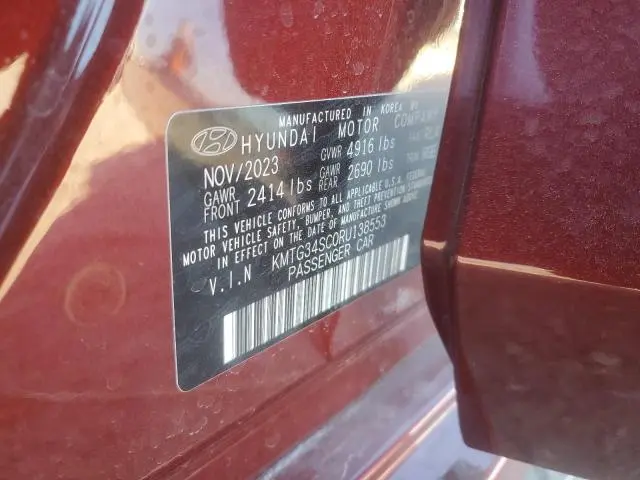 MANUFACTURED IN KOREA BY
HYUNDAI MOTOR COMPANY
NOV/2023 GVWR 4916 lbs
GAWR FRONT 2414 lbs GAWR REAR 2690 lbs
THIS VEHICLE CONFORMS TO ALL APPLICABLE U.S.A. FEDERAL
MOTOR VEHICLE SAFETY, BUMPER, AND THEFT PREVENTION STANDARDS
IN EFFECT ON THE DATE OF MANUFACTURE SHOWN ABOVE.
V.I.N KMTG34SC0RU138553
PASSENGER CAR